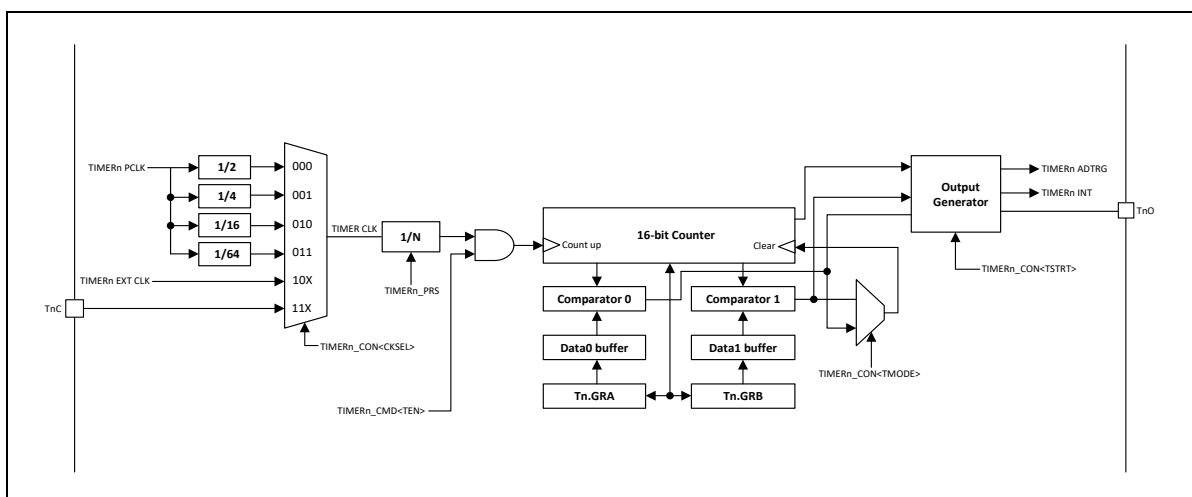 TIMERn PCLK
1/2
1/4
1/16
1/64
TIMERn EXT CLK
TnC
000
001
010
011
10X
11X
TIMERn_CON<CKSEL>
TIMER CLK
1/N
TIMERn_PRS
TIMERn_CMD<TEN>
Count up
16-bit Counter
Clear
Comparator 0
Comparator 1
Data0 buffer
Data1 buffer
Tn.GRA
Tn.GRB
TIMERn_CON<TMODE>
Output
Generator
TIMERn ADTRG
TIMERn INT
TnO
TIMERn_CON<TSTRT>